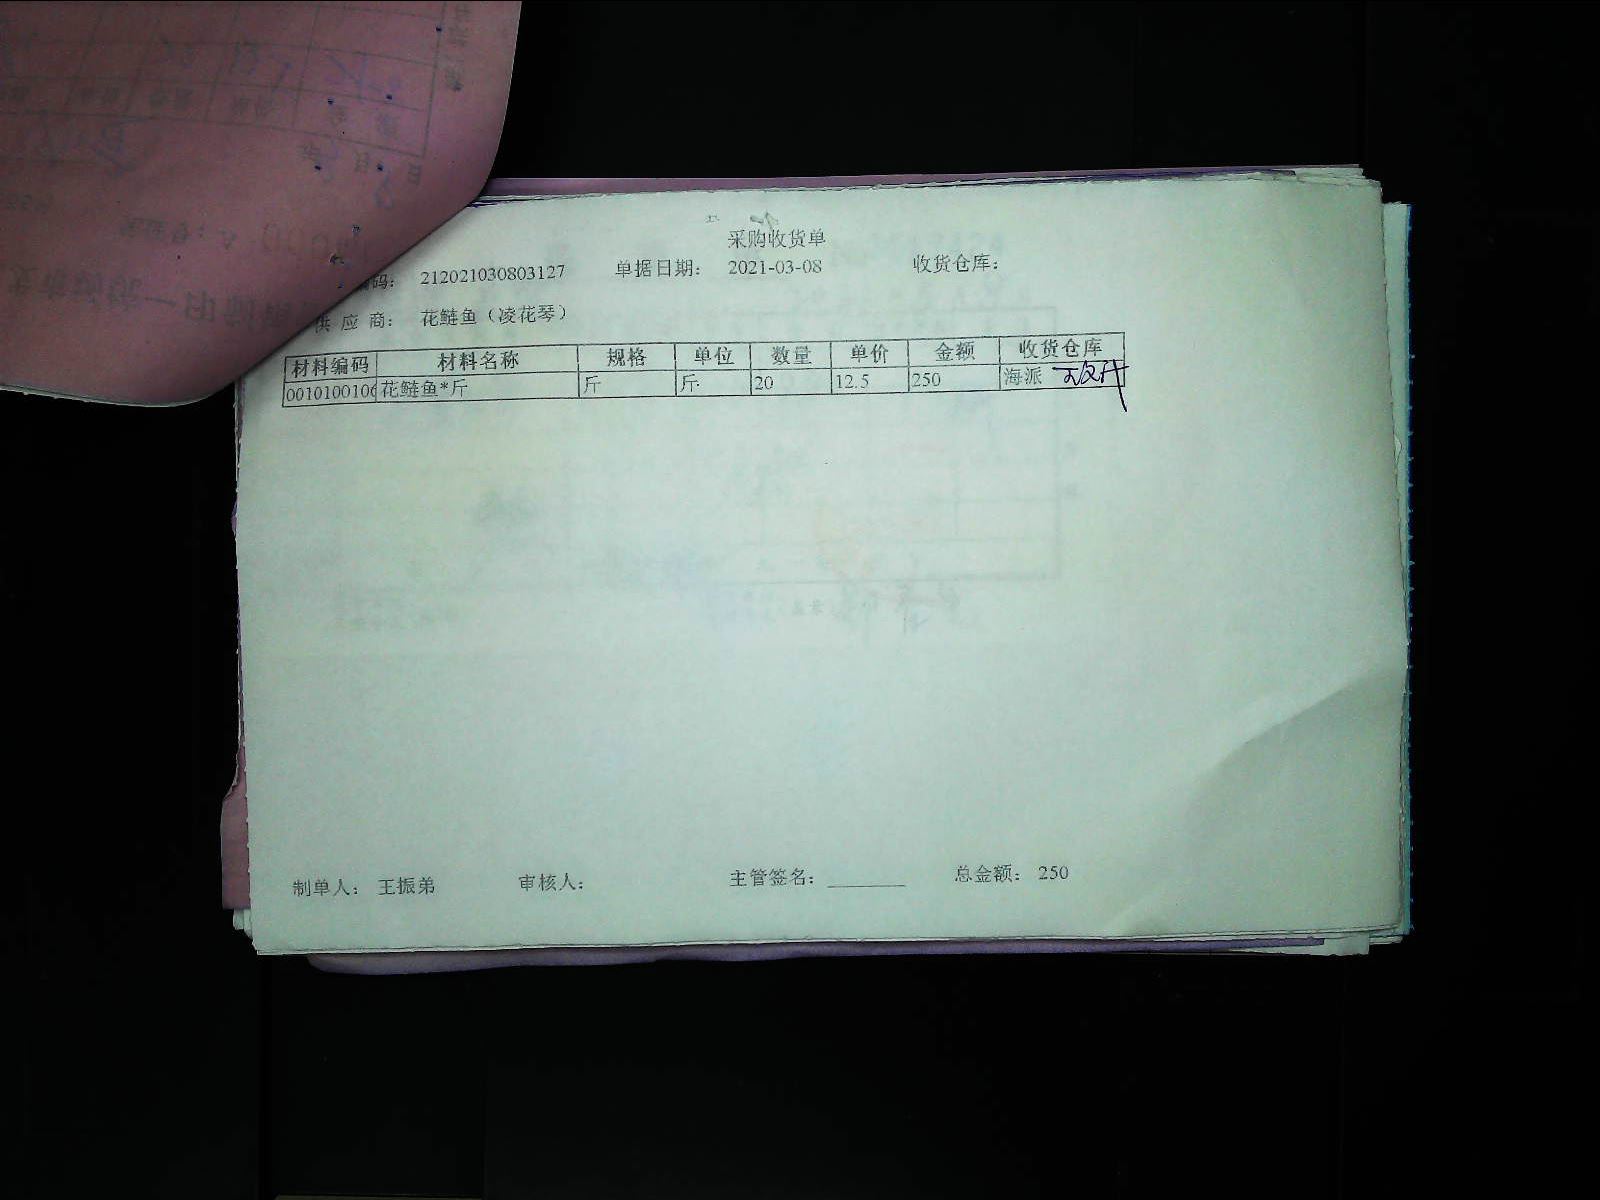 采购收货单
编码： 212021030803127 单据日期： 2021-03-08 收货仓库：
供应商： 花鲢鱼（凌花琴）
材料编码 材料名称 规格 单位 数量 单价 金额 收货仓库
0010100106 花鲢鱼*斤 斤 斤 20 12.5 250 海派
制单人： 王振弟 审核人： 主管签名： 总金额： 250